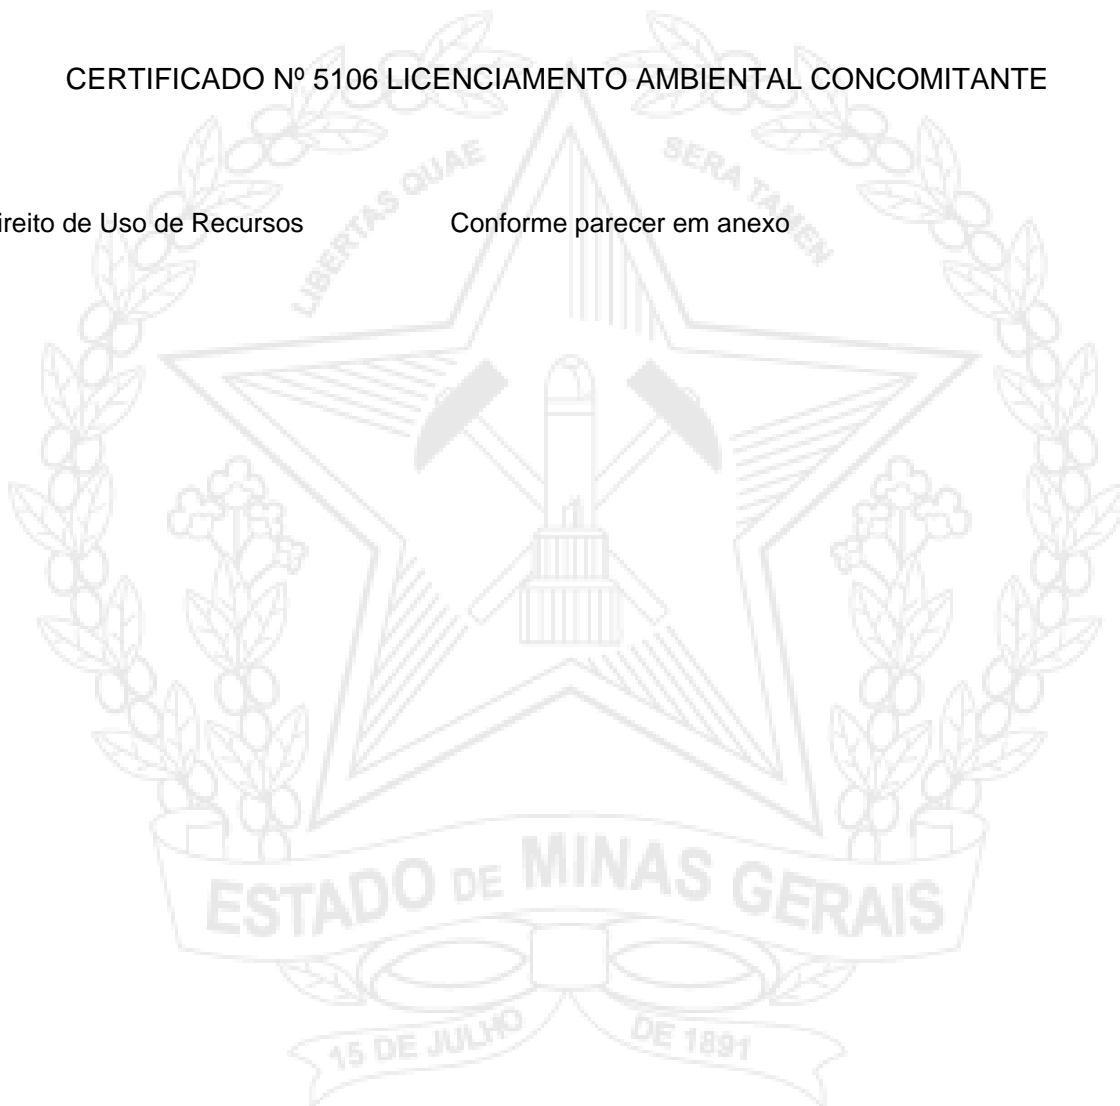 CERTIFICADO Nº 5106 LICENCIAMENTO AMBIENTAL CONCOMITANTE
LIBERTAS QUAE SERA TAMEN
ireito de Uso de Recursos Conforme parecer em anexo
ESTADO DE MINAS GERAIS
15 DE JULHO DE 1891